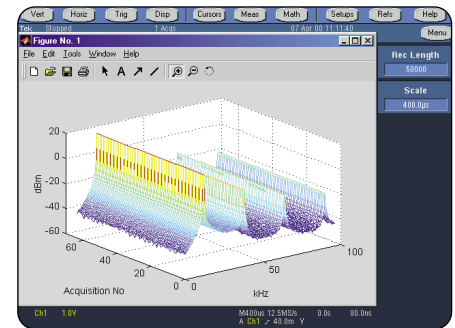 Vert Horiz Trig Disp Cursors Meas Math Setups Refs Help
Tek Stopped 1 Acqs 07 Apr 00 11:11:40
Menu
Figure No. 1
File Edit Tools Window Help
Rec Length
50000
Scale
400.0µs
20
0
-20
-40
-60
dBm
60
40
20
0
Acquisition No
0
50
100
kHz
Ch1 1.0V M400us 12.5MS/s 0.0s 80.0ns
A Ch1 40.0m V